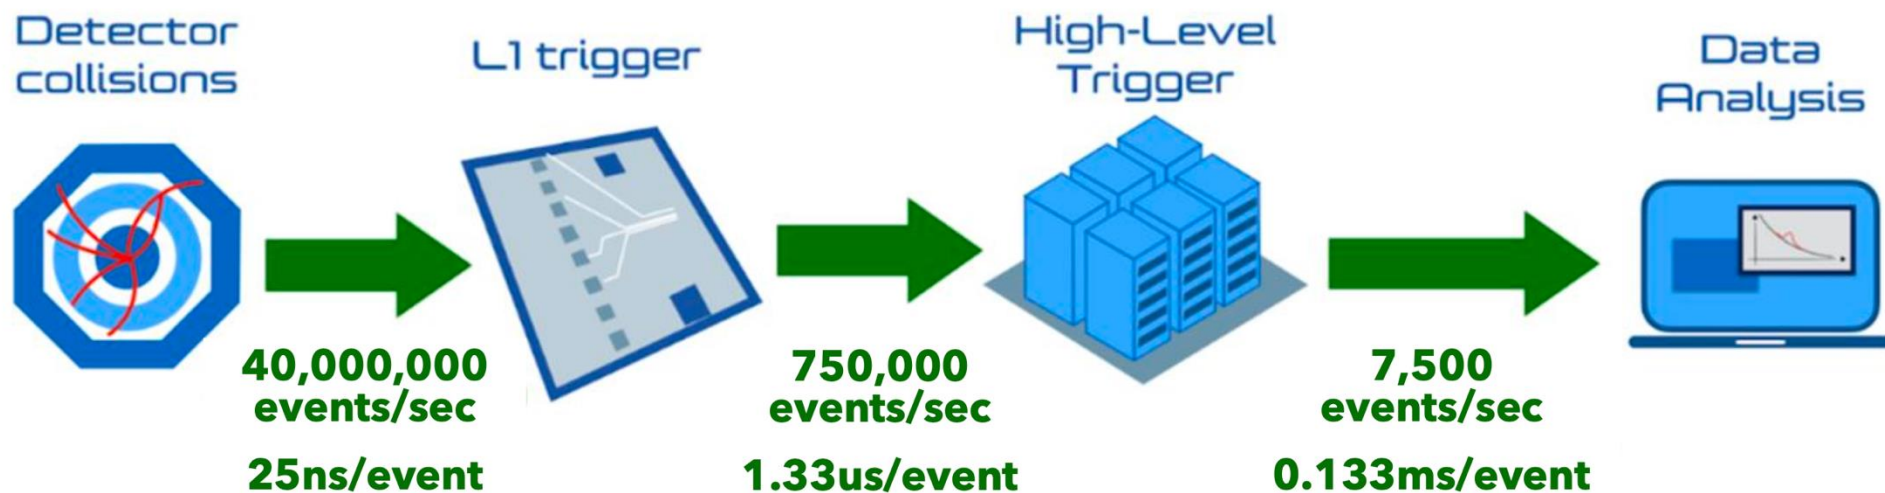 Detector
collisions
L1 trigger
High-Level
Trigger
Data
Analysis
40,000,000
events/sec
25ns/event
750,000
events/sec
1.33us/event
7,500
events/sec
0.133ms/event